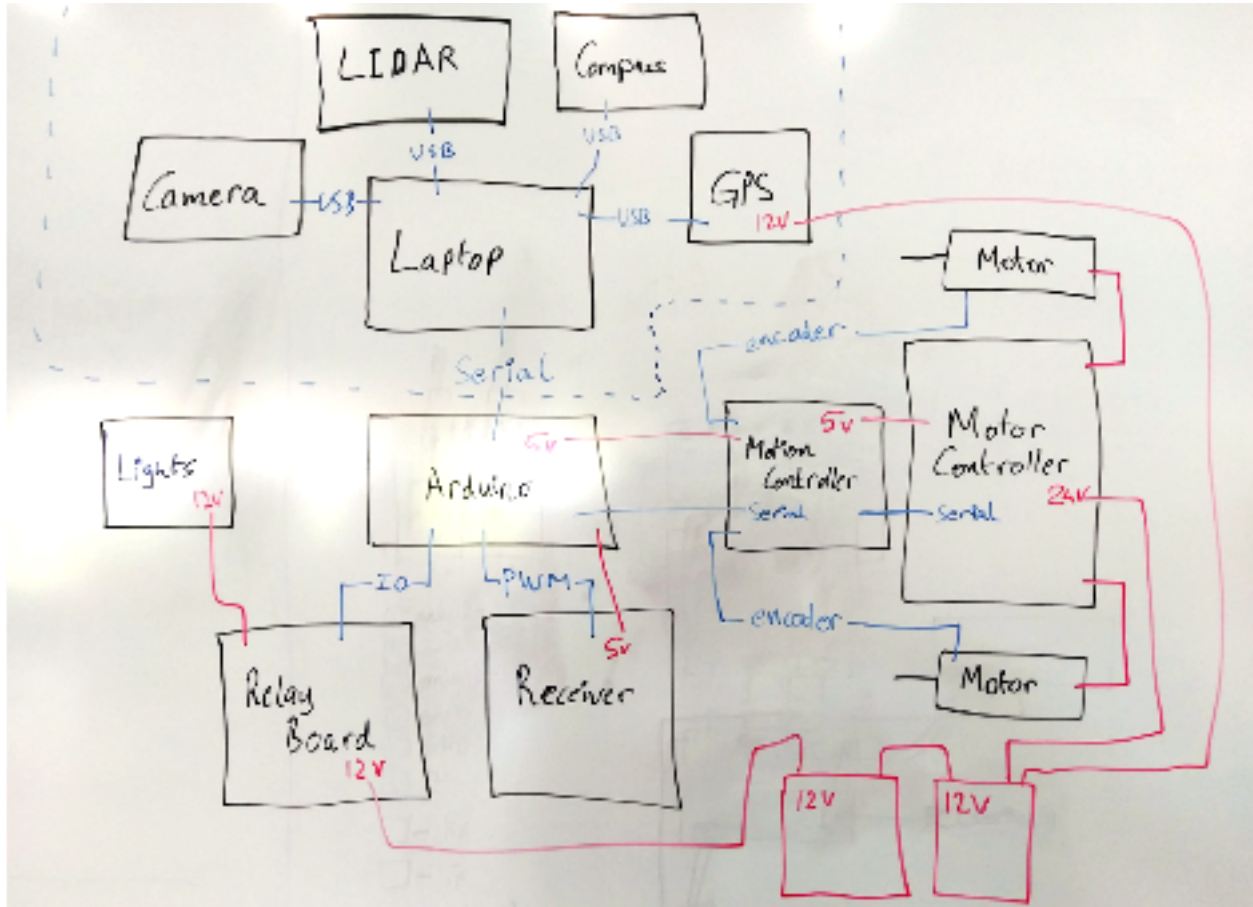 LIDAR
Compass
USB
USB
Camera
USB
Laptop
USB
GPS
12V
Motor
encoder
Serial
Lights
12V
5v
Arduino
Serial
5v
Motion
Controller
Motor
Controller
24V
Serial
IO
PWM
encoder
5v
Relay
Board
12V
Receiver
Motor
12V
12V